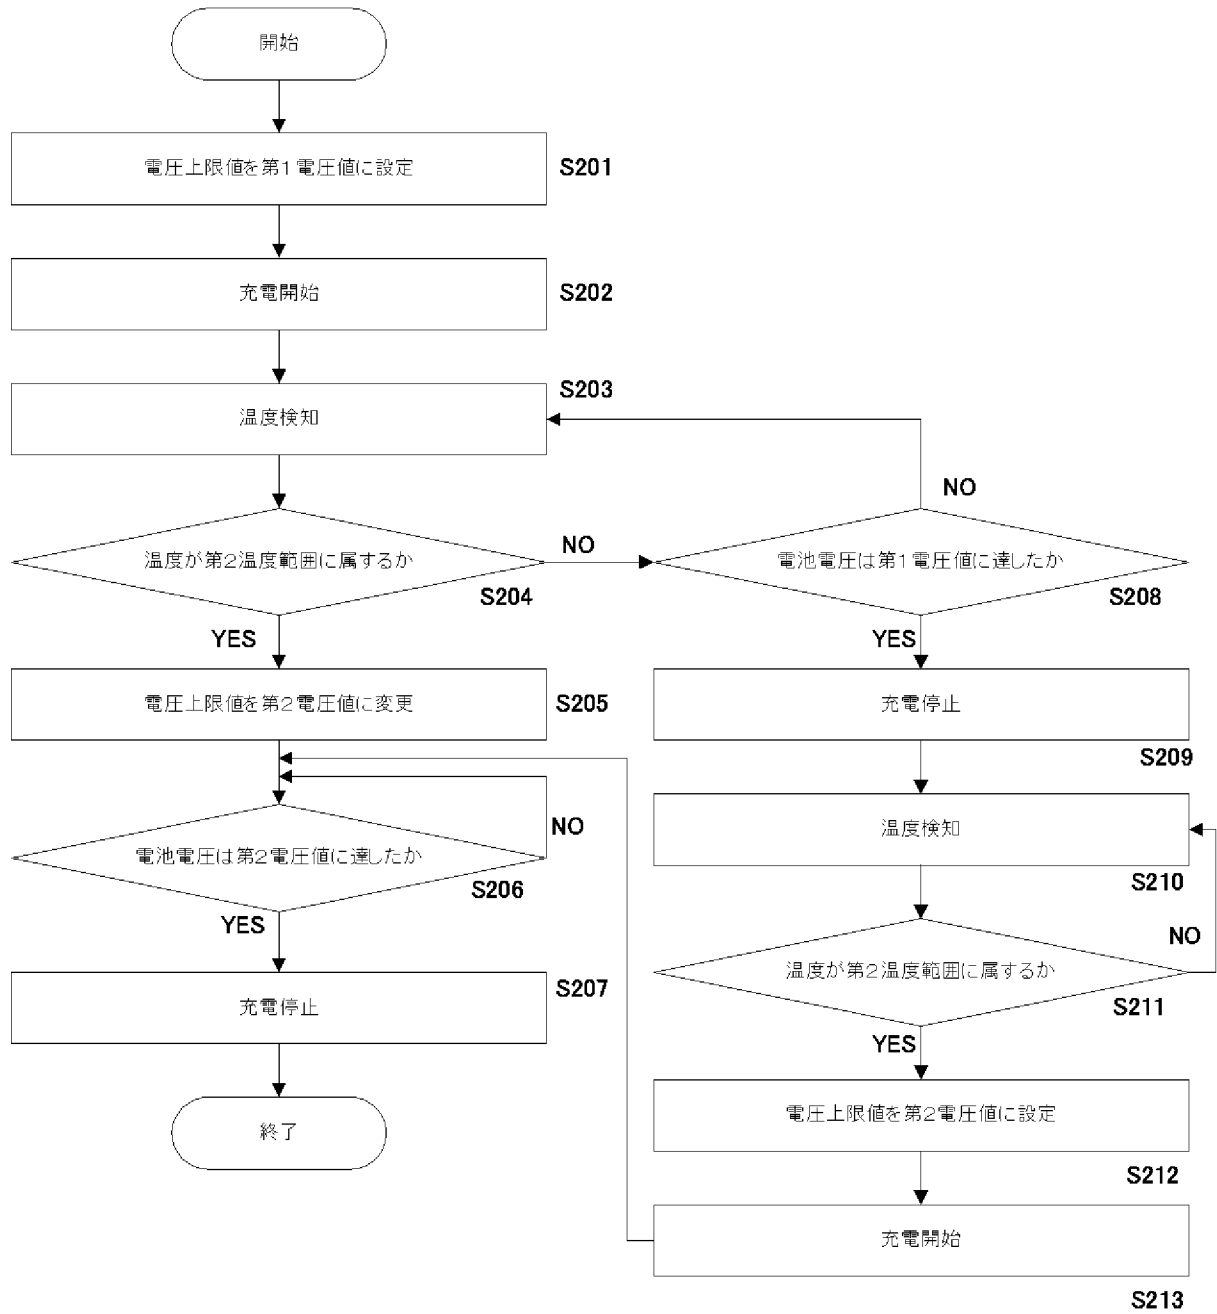 開始
電圧上限値を第1電圧値に設定
S201
充電開始
S202
温度検知
S203
温度が第2温度範囲に属するか
S204
NO
YES
電圧上限値を第2電圧値に変更
S205
電池電圧は第2電圧値に達したか
S206
NO
YES
充電停止
S207
終了
電池電圧は第1電圧値に達したか
S208
NO
YES
充電停止
S209
温度検知
S210
温度が第2温度範囲に属するか
S211
NO
YES
電圧上限値を第2電圧値に設定
S212
充電開始
S213